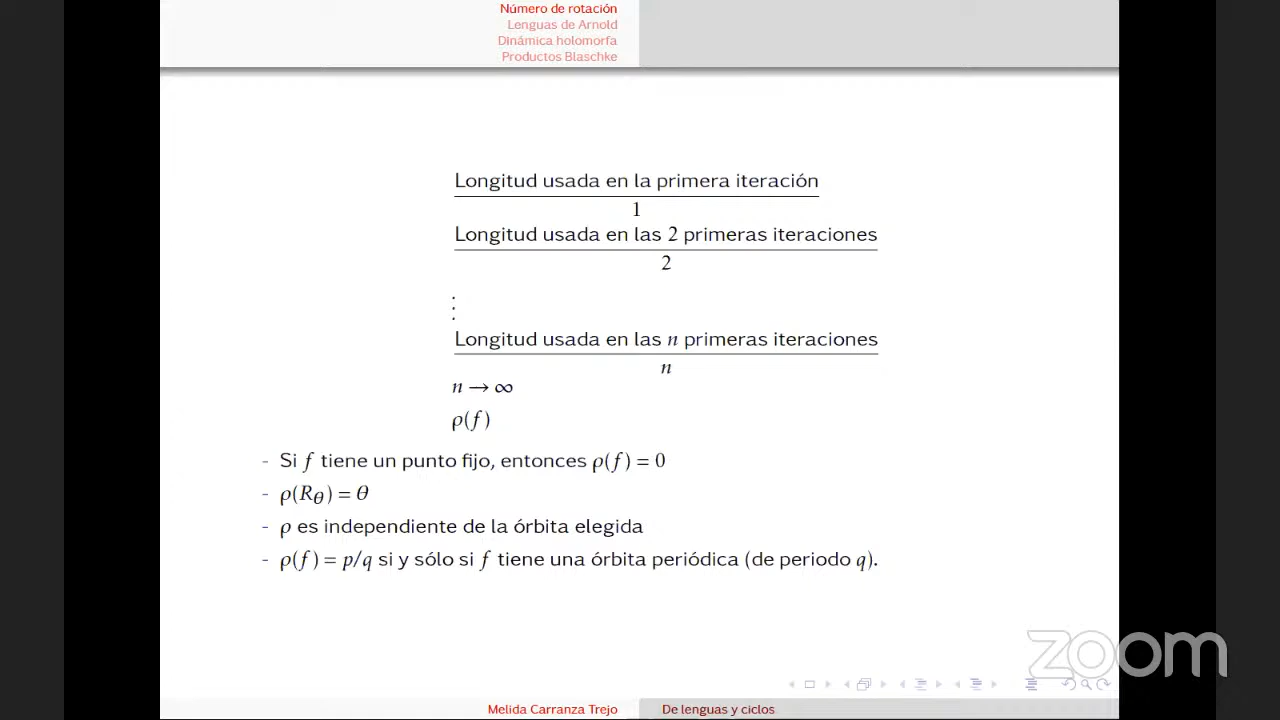 Número de rotación
Lenguas de Arnold
Dinámica holomorfa
Productos Blaschke
Longitud usada en la primera iteración
1
Longitud usada en las 2 primeras iteraciones
2
⋮
Longitud usada en las n primeras iteraciones
n
n → ∞
ρ(f)
- Si f tiene un punto fijo, entonces ρ(f) = 0
- ρ(Rθ) = θ
- ρ es independiente de la órbita elegida
- ρ(f) = p/q si y sólo si f tiene una órbita periódica (de periodo q).
zoom
Melida Carranza Trejo
De lenguas y ciclos